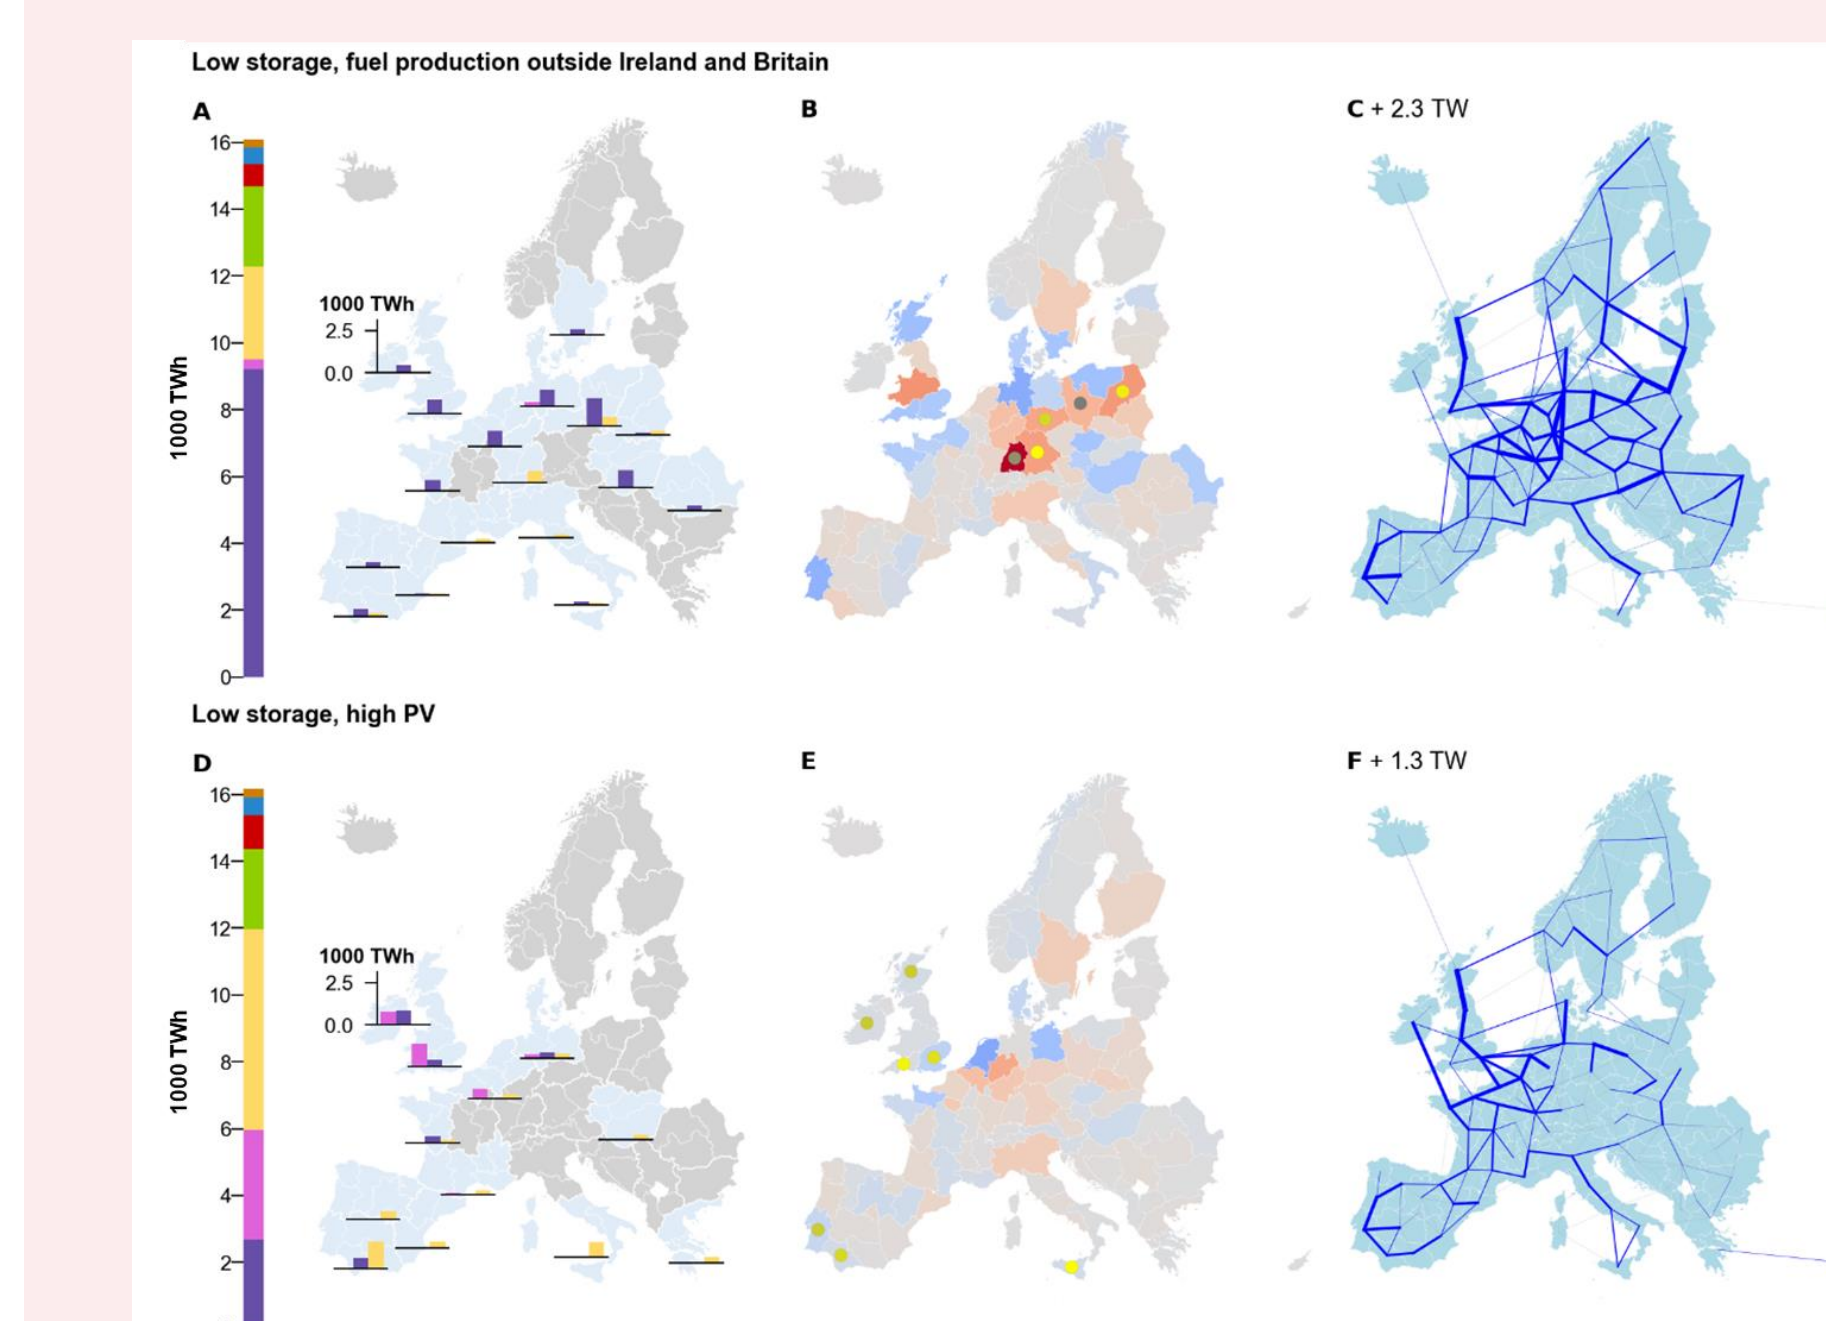 Low storage, fuel production outside Ireland and Britain
A
B
C + 2.3 TW
16
14
12
10
8
6
4
2
0
1000 TWh
1000 TWh
2.5
0.0
Low storage, high PV
D
E
F + 1.3 TW
16
14
12
10
8
6
4
2
1000 TWh
1000 TWh
2.5
0.0